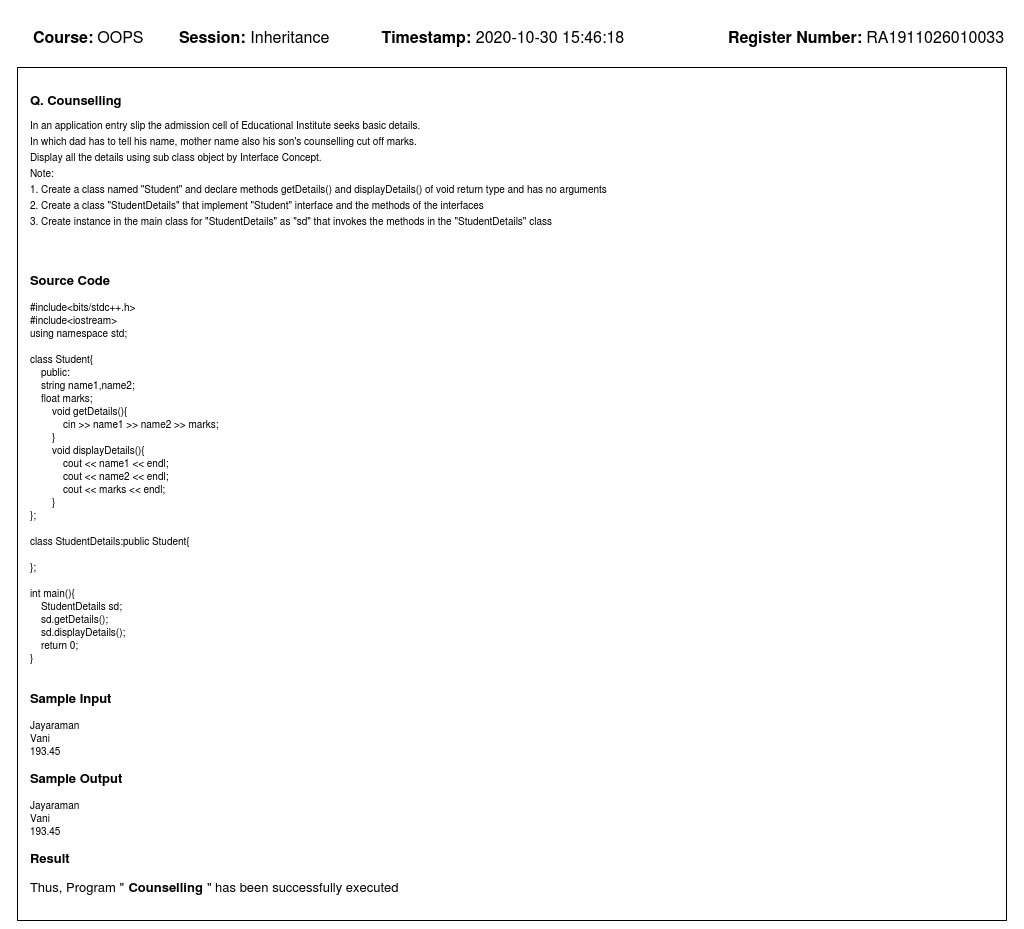 Course: OOPS Session: Inheritance Timestamp: 2020-10-30 15:46:18 Register Number: RA1911026010033
Q. Counselling
In an application entry slip the admission cell of Educational Institute seeks basic details.
In which dad has to tell his name, mother name also his son's counselling cut off marks.
Display all the details using sub class object by Interface Concept.
Note:
1. Create a class named "Student" and declare methods getDetails() and displayDetails() of void return type and has no arguments
2. Create a class "StudentDetails" that implement "Student" interface and the methods of the interfaces
3. Create instance in the main class for "StudentDetails" as "sd" that invokes the methods in the "StudentDetails" class
Source Code
#include<bits/stdc++.h>
#include<iostream>
using namespace std;
class Student{
public:
string name1,name2;
float marks;
void getDetails(){
cin >> name1 >> name2 >> marks;
}
void displayDetails(){
cout << name1 << endl;
cout << name2 << endl;
cout << marks << endl;
}
};
class StudentDetails:public Student{
};
int main(){
StudentDetails sd;
sd.getDetails();
sd.displayDetails();
return 0;
}
Sample Input
Jayaraman
Vani
193.45
Sample Output
Jayaraman
Vani
193.45
Result
Thus, Program " Counselling " has been successfully executed